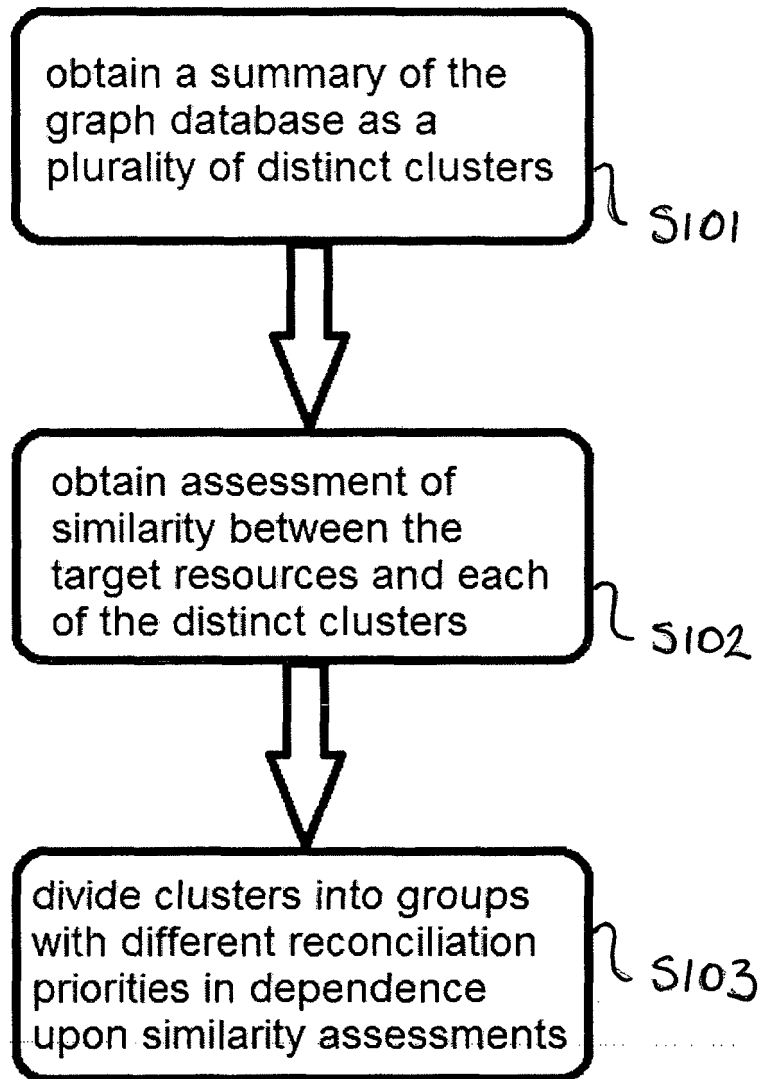 obtain a summary of the
graph database as a
plurality of distinct clusters
S101
obtain assessment of
similarity between the
target resources and each
of the distinct clusters
S102
divide clusters into groups
with different reconciliation
priorities in dependence
upon similarity assessments
S103